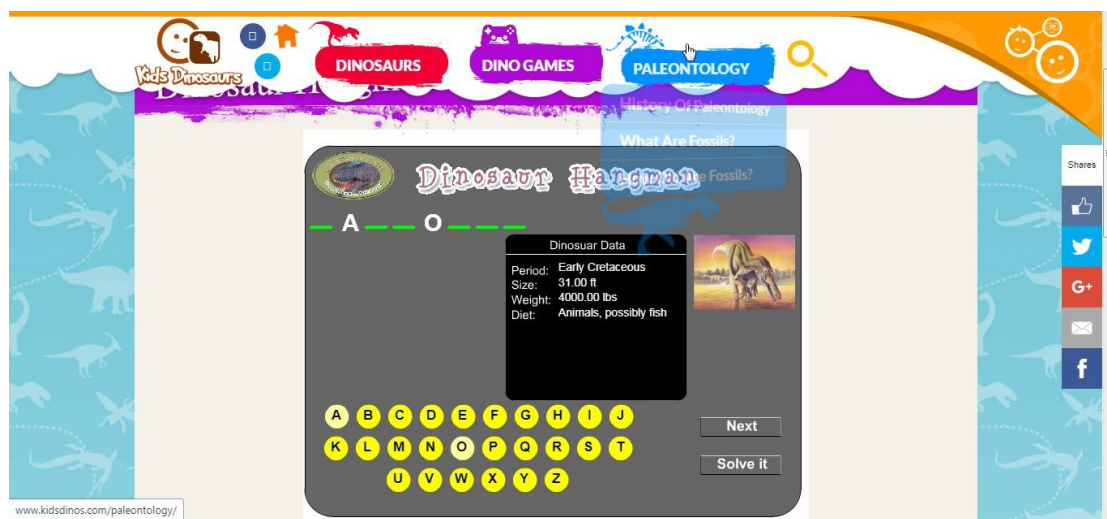 Kids Dinosaurs
DINOSAURS
DINO GAMES
PALEONTOLOGY
History Of Paleontology
What Are Fossils?
Fossils?
Dinosaur Hangman
_ A _ _ O _ _ _
Dinosuar Data
Period: Early Cretaceous
Size: 31.00 ft
Weight: 4000.00 lbs
Diet: Animals, possibly fish
A B C D E F G H I J
K L M N O P Q R S T
U V W X Y Z
Next
Solve it
Shares
G+
f
www.kidsdinos.com/paleontology/